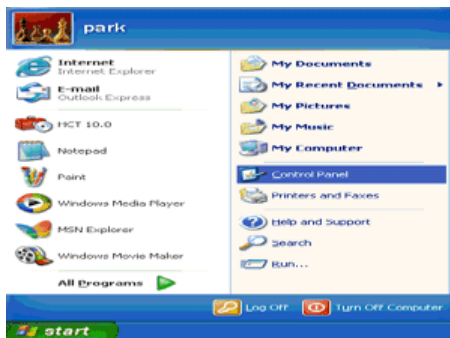 park
Internet
Internet Explorer
E-mail
Outlook Express
HCT 10.0
Notepad
Paint
Windows Media Player
MSN Explorer
Windows Movie Maker
All Programs
My Documents
My Recent Documents
My Pictures
My Music
My Computer
Control Panel
Printers and Faxes
Help and Support
Search
Run...
Log Off
Turn Off Computer
start